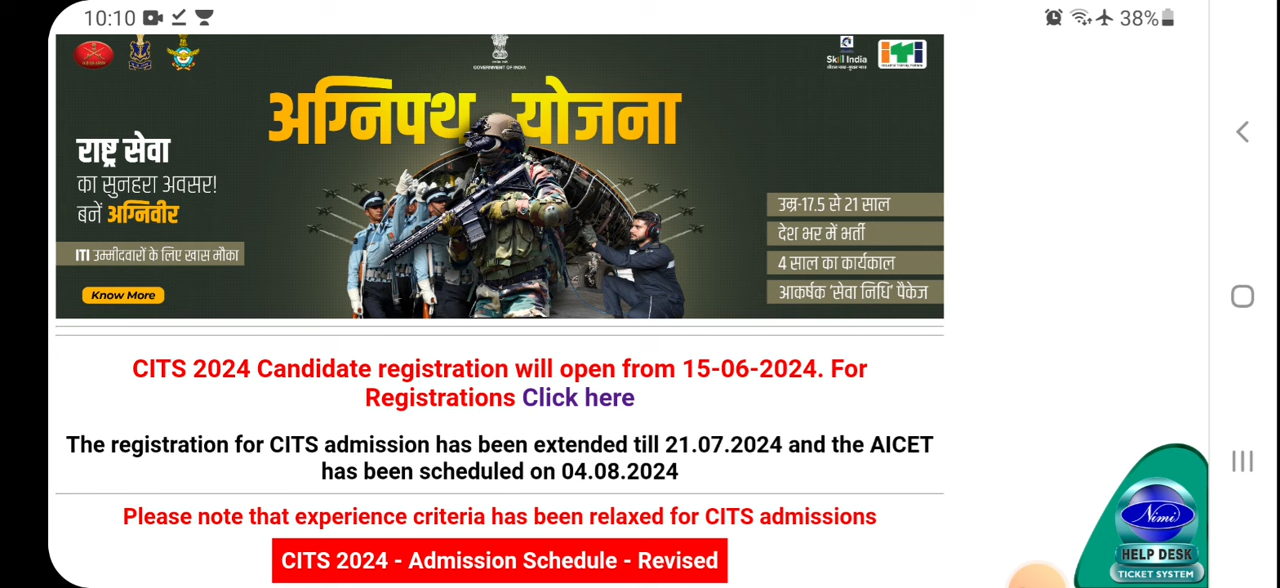 10:10
38%
GOVERNMENT OF INDIA
Skill India
अग्निपथ योजना
राष्ट्र सेवा
का सुनहरा अवसर!
बनें अग्निवीर
ITI उम्मीदवारों के लिए खास मौका
Know More
उम्र-17.5 से 21 साल
देश भर में भर्ती
4 साल का कार्यकाल
आकर्षक 'सेवा निधि' पैकेज
CITS 2024 Candidate registration will open from 15-06-2024. For
Registrations Click here
The registration for CITS admission has been extended till 21.07.2024 and the AICET
has been scheduled on 04.08.2024
Please note that experience criteria has been relaxed for CITS admissions
CITS 2024 - Admission Schedule - Revised
Nimi
HELP DESK
TICKET SYSTEM